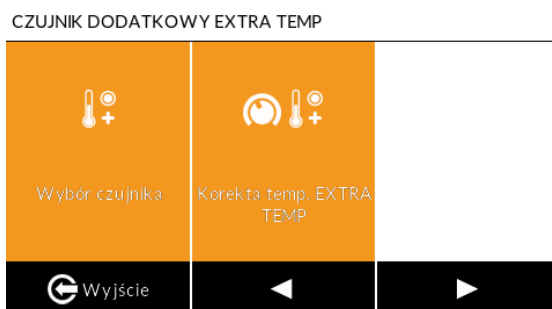 CZUJNIK DODATKOWY EXTRA TEMP
Wybór czujnika
Korekta temp. EXTRA
TEMP
Wyjście